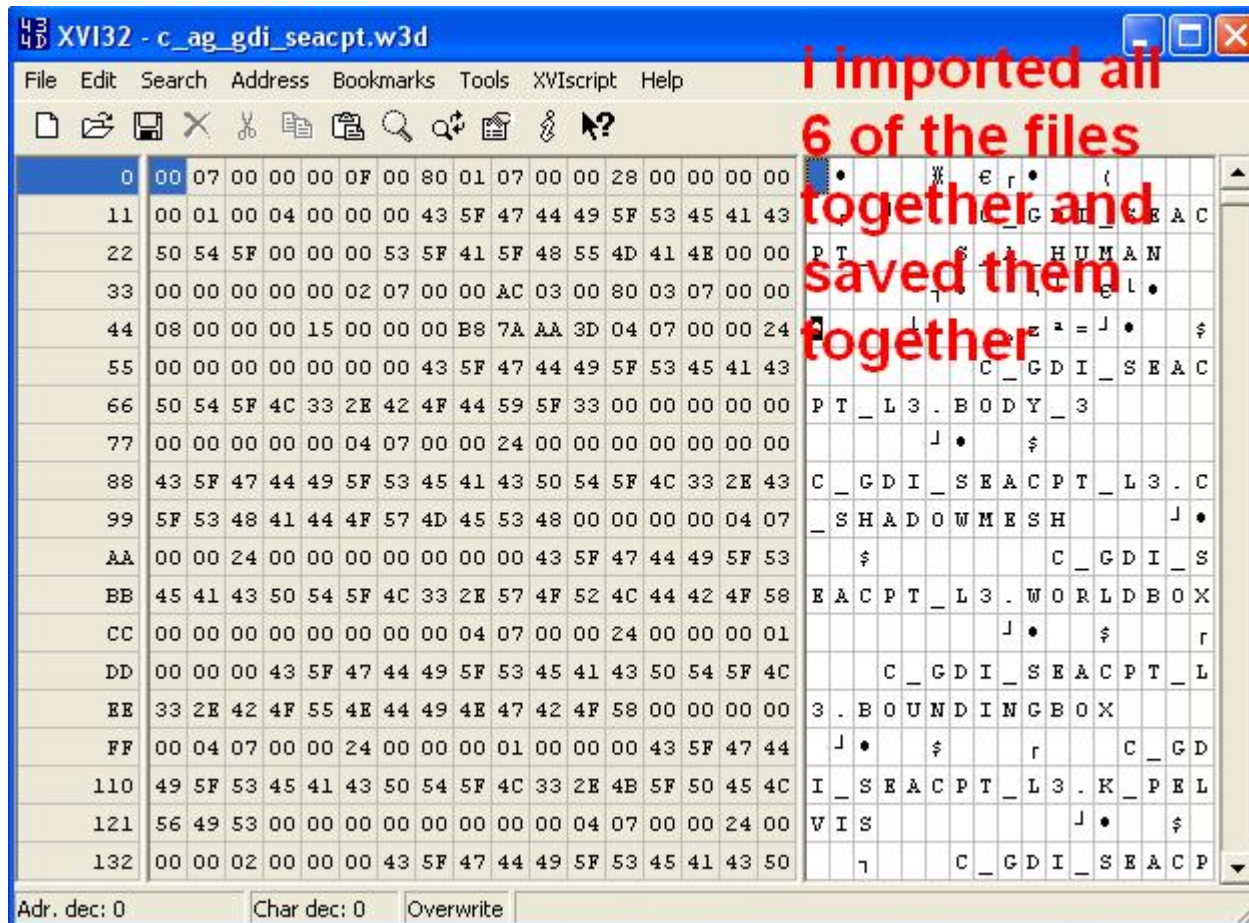 XVI32 - c_ag_gdi_seacpt.w3d
File Edit Search Address Bookmarks Tools XVIscript Help
i imported all
6 of the files
together and
saved them
together
0 00 07 00 00 00 0F 00 80 01 07 00 00 28 00 00 00 00
11 00 01 00 04 00 00 00 43 5F 47 44 49 5F 53 45 41 43
22 50 54 5F 00 00 00 53 5F 41 5F 48 55 4D 41 4E 00 00 P T _ S _ A _ H U M A N
33 00 00 00 00 00 02 07 00 00 AC 03 00 80 03 07 00 00
44 08 00 00 00 15 00 00 00 B8 7A AA 3D 04 07 00 00 24
55 00 00 00 00 00 00 00 43 5F 47 44 49 5F 53 45 41 43 C _ G D I _ S E A C
66 50 54 5F 4C 33 2E 42 4F 44 59 5F 33 00 00 00 00 00 P T _ L 3 . B O D Y _ 3
77 00 00 00 00 00 04 07 00 00 24 00 00 00 00 00 00 00 ┘ • $
88 43 5F 47 44 49 5F 53 45 41 43 50 54 5F 4C 33 2E 43 C _ G D I _ S E A C P T _ L 3 . C
99 5F 53 48 41 44 4F 57 4D 45 53 48 00 00 00 00 04 07 _ S H A D O W M E S H ┘ •
AA 00 00 24 00 00 00 00 00 00 00 43 5F 47 44 49 5F 53 $ C _ G D I _ S
BB 45 41 43 50 54 5F 4C 33 2E 57 4F 52 4C 44 42 4F 58 E A C P T _ L 3 . W O R L D B O X
CC 00 00 00 00 00 00 00 00 04 07 00 00 24 00 00 00 01 ┘ • $ ┌
DD 00 00 00 43 5F 47 44 49 5F 53 45 41 43 50 54 5F 4C C _ G D I _ S E A C P T _ L
EE 33 2E 42 4F 55 4E 44 49 4E 47 42 4F 58 00 00 00 00 3 . B O U N D I N G B O X
FF 00 04 07 00 00 24 00 00 00 01 00 00 00 43 5F 47 44 ┘ • $ ┌ C _ G D
110 49 5F 53 45 41 43 50 54 5F 4C 33 2E 4B 5F 50 45 4C I _ S E A C P T _ L 3 . K _ P E L
121 56 49 53 00 00 00 00 00 00 00 00 04 07 00 00 24 00 V I S ┘ • $
132 00 00 02 00 00 00 43 5F 47 44 49 5F 53 45 41 43 50 ┐ C _ G D I _ S E A C P
Adr. dec: 0 Char dec: 0 Overwrite